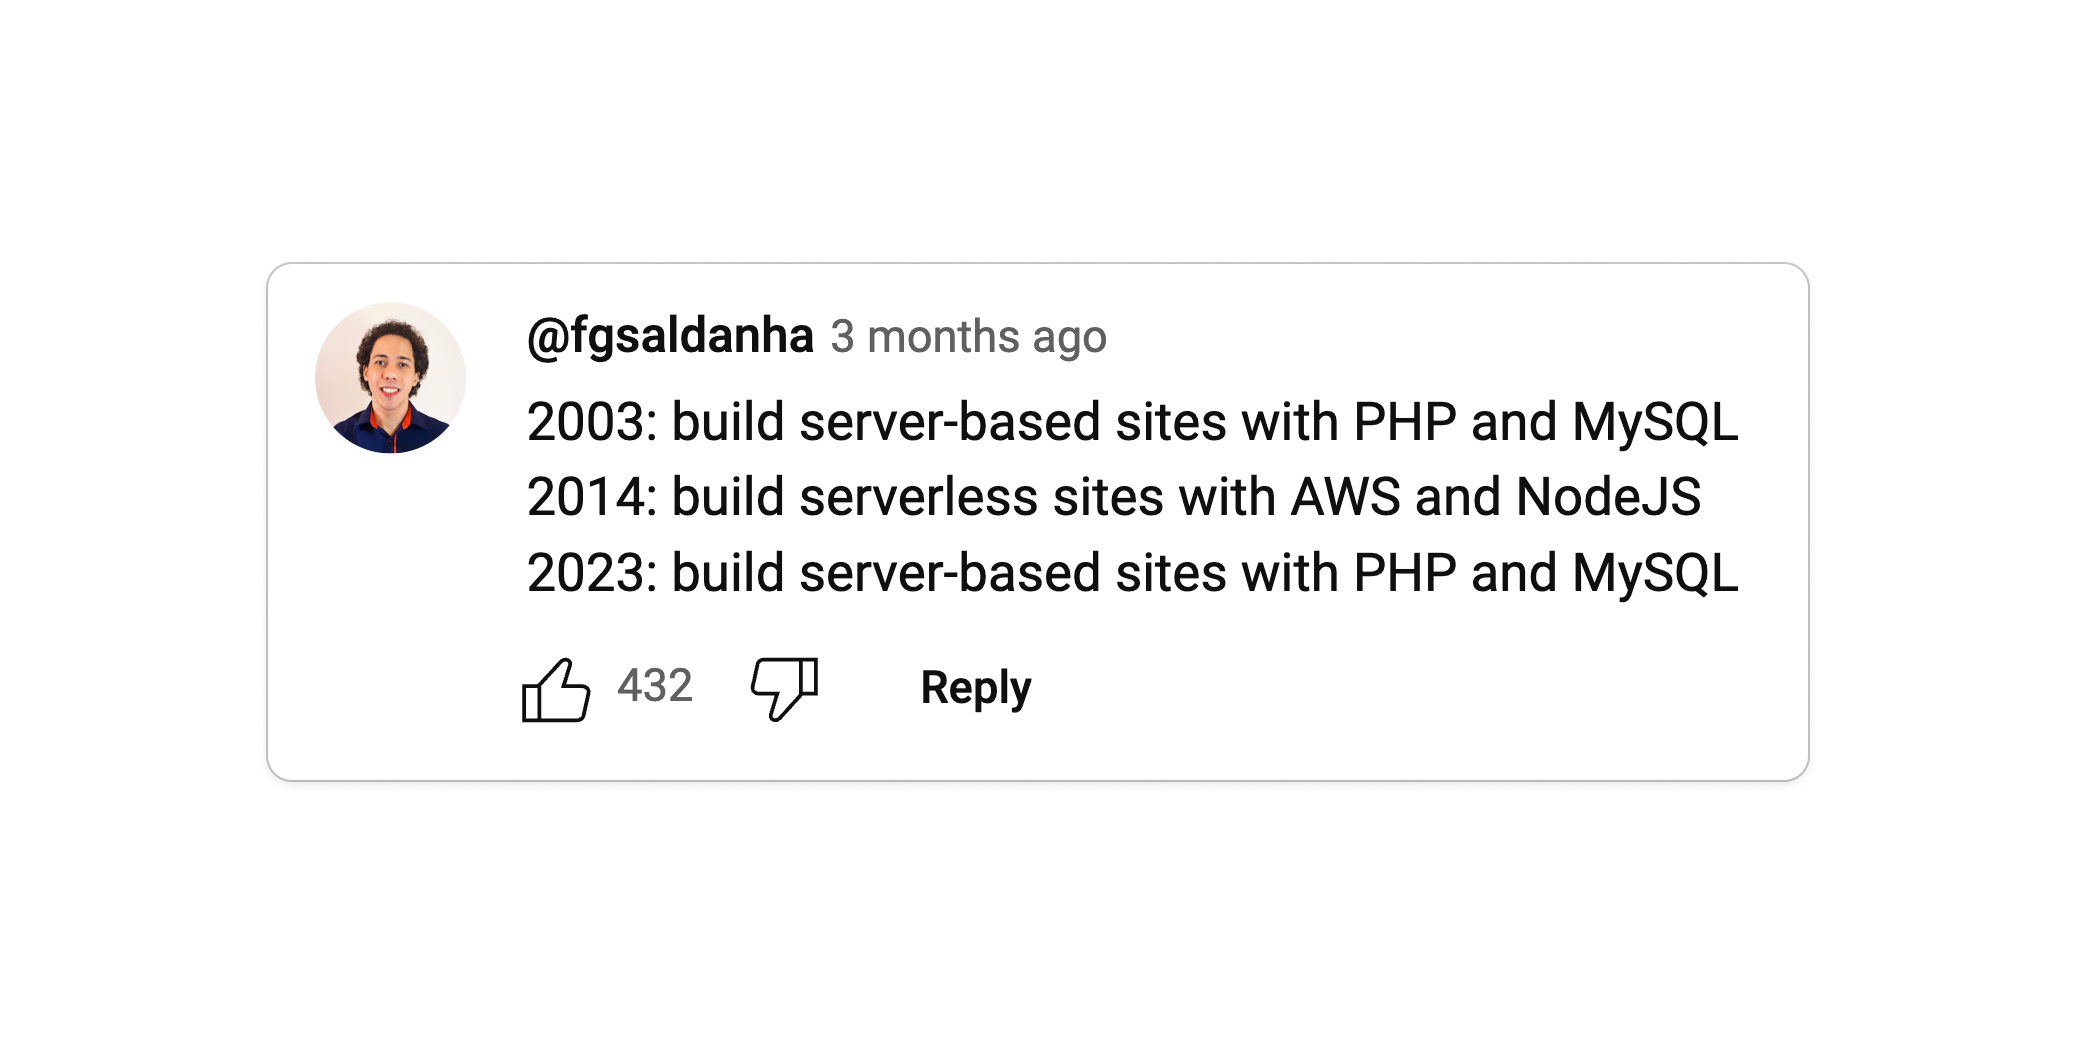 @fgsaldanha 3 months ago
2003: build server-based sites with PHP and MySQL
2014: build serverless sites with AWS and NodeJS
2023: build server-based sites with PHP and MySQL
432 Reply